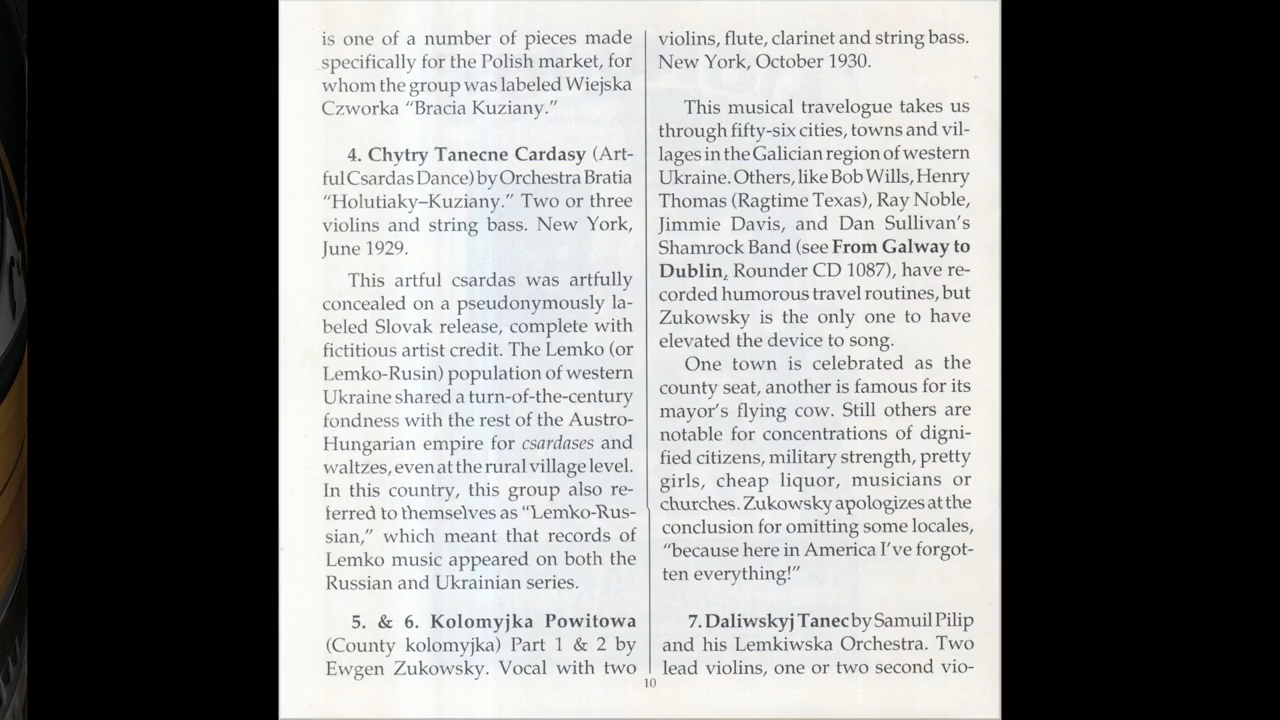 is one of a number of pieces made
specifically for the Polish market, for
whom the group was labeled Wiejska
Czworka “Bracia Kuziany.”
4. Chytry Tanecne Cardasy (Art-
ful Csardas Dance) by Orchestra Bratia
“Holutiaky–Kuziany.” Two or three
violins and string bass. New York,
June 1929.
This artful csardas was artfully
concealed on a pseudonymously la-
beled Slovak release, complete with
fictitious artist credit. The Lemko (or
Lemko-Rusin) population of western
Ukraine shared a turn-of-the-century
fondness with the rest of the Austro-
Hungarian empire for csardases and
waltzes, even at the rural village level.
In this country, this group also re-
ferred to themselves as “Lemko-Rus-
sian,” which meant that records of
Lemko music appeared on both the
Russian and Ukrainian series.
5. & 6. Kolomyjka Powitowa
(County kolomyjka) Part 1 & 2 by
Ewgen Zukowsky. Vocal with two
violins, flute, clarinet and string bass.
New York, October 1930.
This musical travelogue takes us
through fifty-six cities, towns and vil-
lages in the Galician region of western
Ukraine. Others, like Bob Wills, Henry
Thomas (Ragtime Texas), Ray Noble,
Jimmie Davis, and Dan Sullivan’s
Shamrock Band (see From Galway to
Dublin, Rounder CD 1087), have re-
corded humorous travel routines, but
Zukowsky is the only one to have
elevated the device to song.
One town is celebrated as the
county seat, another is famous for its
mayor’s flying cow. Still others are
notable for concentrations of digni-
fied citizens, military strength, pretty
girls, cheap liquor, musicians or
churches. Zukowsky apologizes at the
conclusion for omitting some locales,
“because here in America I’ve forgot-
ten everything!”
7. Daliwskyj Tanec by Samuil Pilip
and his Lemkiwska Orchestra. Two
lead violins, one or two second vio-
10